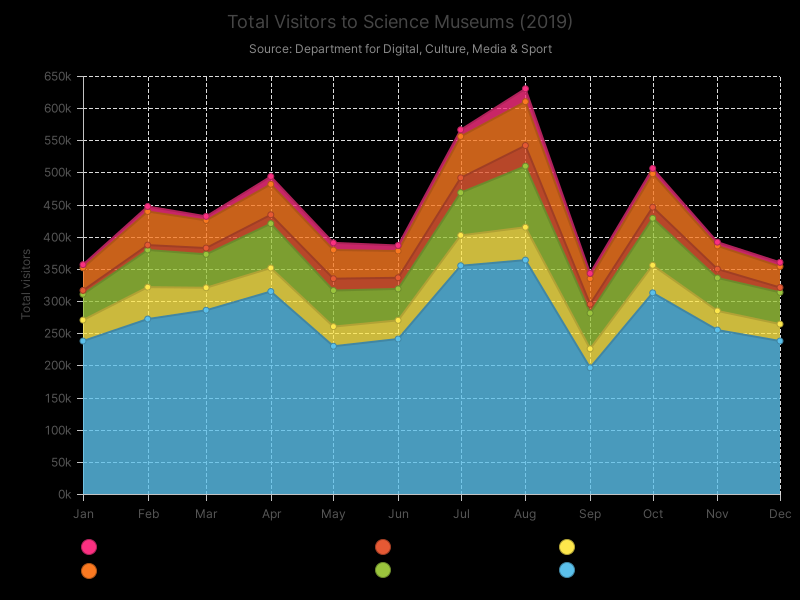 Total Visitors to Science Museums (2019)
Source: Department for Digital, Culture, Media & Sport
Total visitors
650k
600k
550k
500k
450k
400k
350k
300k
250k
200k
150k
100k
50k
0k
Jan Feb Mar Apr May Jun Jul Aug Sep Oct Nov Dec